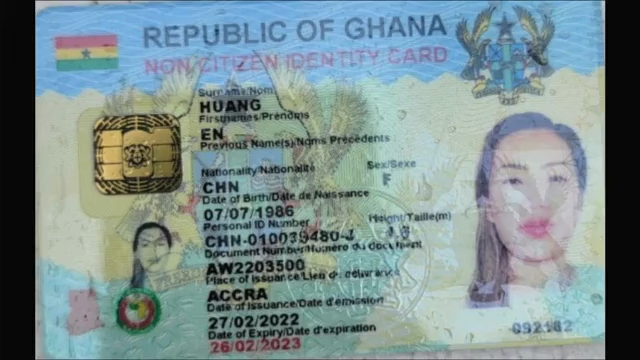 REPUBLIC OF GHANA
NON CITIZEN IDENTITY CARD
Surname/Nom
HUANG
Firstnames/Prénoms
EN
Previous Name(s)/Noms Précédents
Nationality/Nationalité
Sex/Sexe
CHN
F
Date of Birth/Date de Naissance
07/07/1986
Personal ID Number
Height/Taille(m)
CHN-010039480-
Document Number/Numéro du document
AW2203500
Place of Issuance/Lieu de délivrance
ACCRA
Date of Issuance/Date d'émission
27/02/2022
092182
Date of Expiry/Date d'expiration
26/02/2023